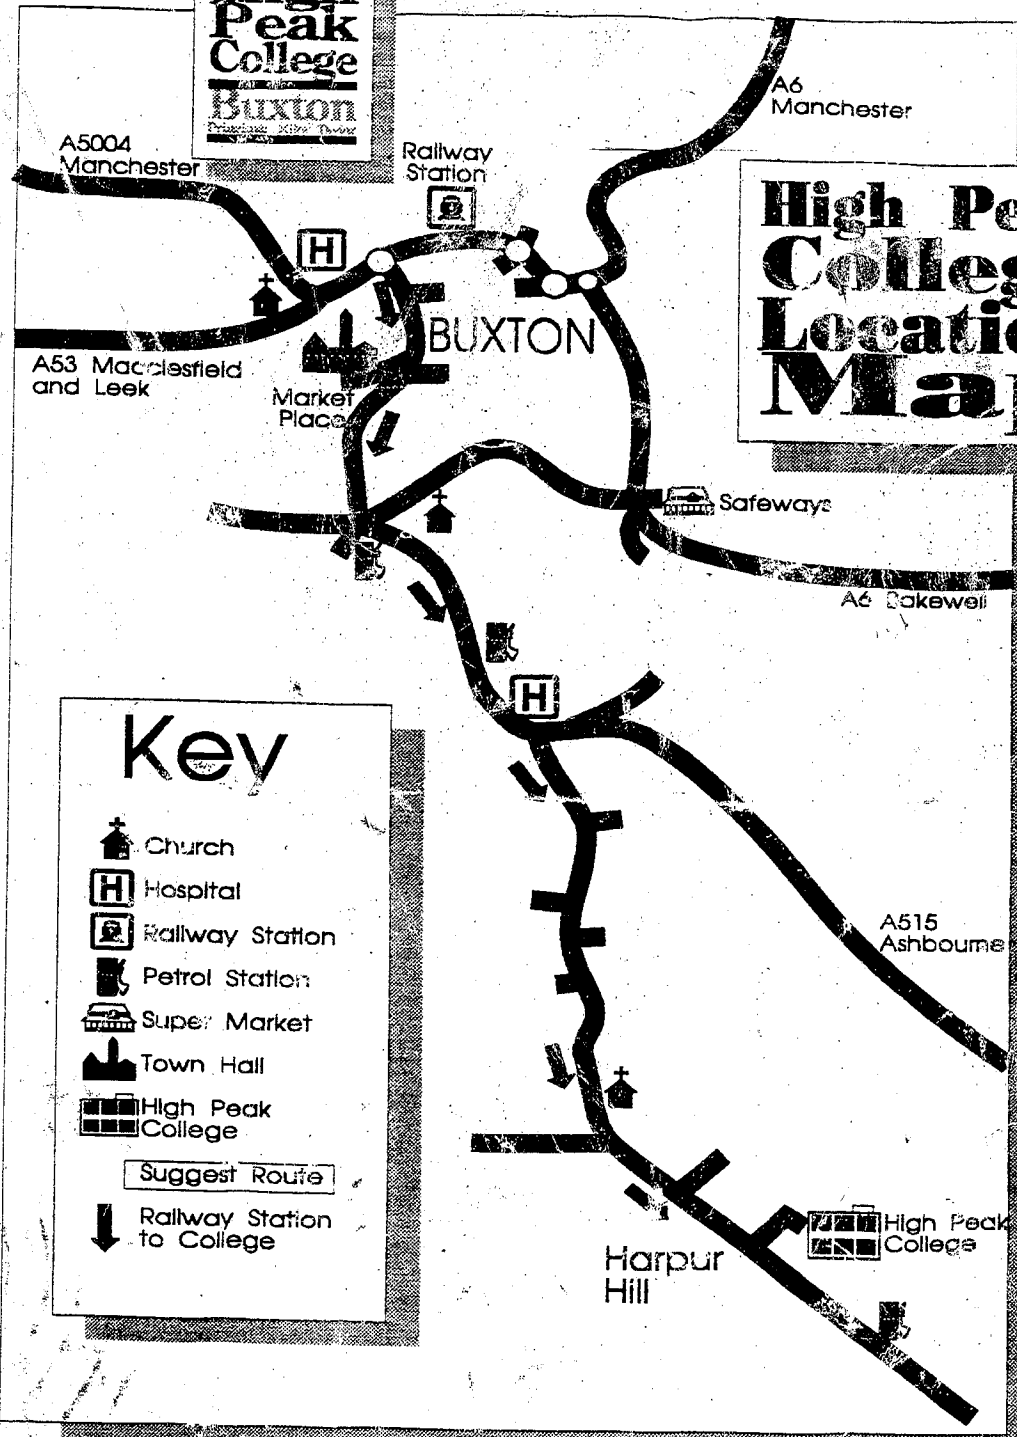 Peak
College
Buxton
A6
Manchester
A5004
Manchester
Railway
Station
H
High Pe
Colleg
Locatio
Map
BUXTON
A53 Macclesfield
and Leek
Market
Place
Safeways
A6 Bakewell
H
Key
Church
H Hospital
Railway Station
Petrol Station
Super Market
Town Hall
High Peak
College
Suggest Route
Railway Station
to College
A515
Ashbourne
High Peak
College
Harpur
Hill